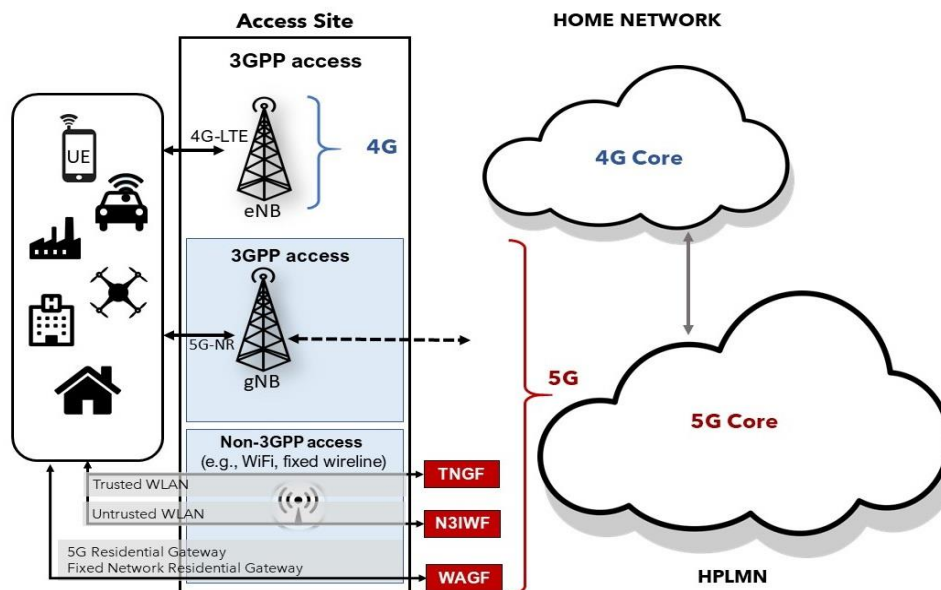 Access Site
HOME NETWORK
3GPP access
UE
4G-LTE
4G
eNB
4G Core
3GPP access
H
5G-NR
gNB
5G
5G Core
Non-3GPP access
(e.g., WiFi, fixed wireline)
Trusted WLAN
TNGF
Untrusted WLAN
N3IWF
5G Residential Gateway
Fixed Network Residential Gateway
WAGF
HPLMN